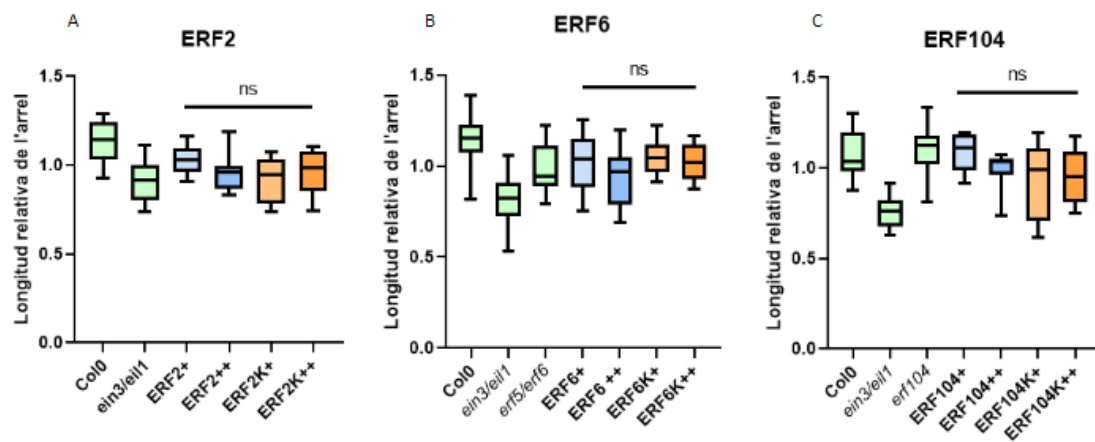 A
ERF2
Longitud relativa de l'arrel
1.5
1.0
0.5
0.0
ns
Col0
ein3/eil1
ERF2+
ERF2++
ERF2K+
ERF2K++
B
ERF6
Longitud relativa de l'arrel
1.5
1.0
0.5
0.0
ns
Col0
ein3/eil1
erf5/erf6
ERF6+
ERF6 ++
ERF6K+
ERF6K++
C
ERF104
Longitud relativa de l'arrel
1.5
1.0
0.5
0.0
ns
Col0
ein3/eil1
erf104
ERF104+
ERF104++
ERF104K+
ERF104K++